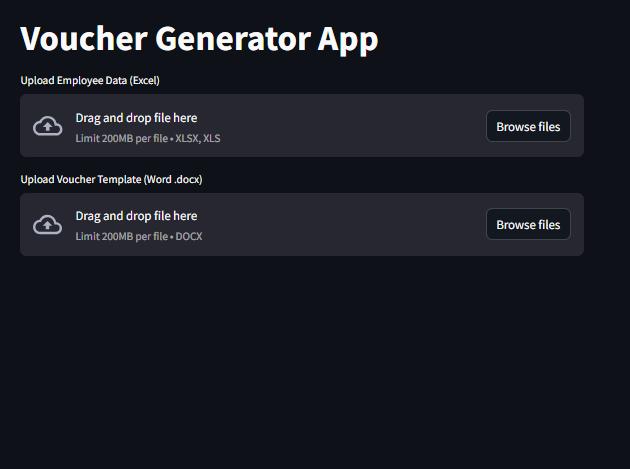 Voucher Generator App
Upload Employee Data (Excel)
Drag and drop file here
Limit 200MB per file • XLSX, XLS
Browse files
Upload Voucher Template (Word .docx)
Drag and drop file here
Limit 200MB per file • DOCX
Browse files